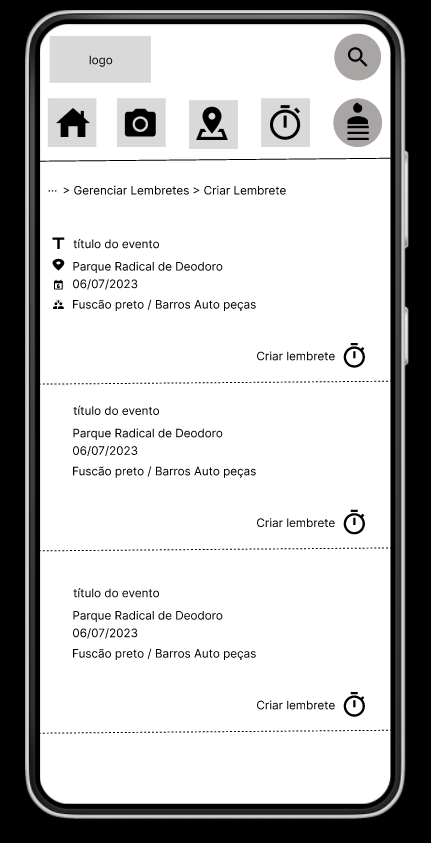 logo
··· > Gerenciar Lembretes > Criar Lembrete
título do evento
Parque Radical de Deodoro
06/07/2023
Fuscão preto / Barros Auto peças
Criar lembrete
título do evento
Parque Radical de Deodoro
06/07/2023
Fuscão preto / Barros Auto peças
Criar lembrete
título do evento
Parque Radical de Deodoro
06/07/2023
Fuscão preto / Barros Auto peças
Criar lembrete